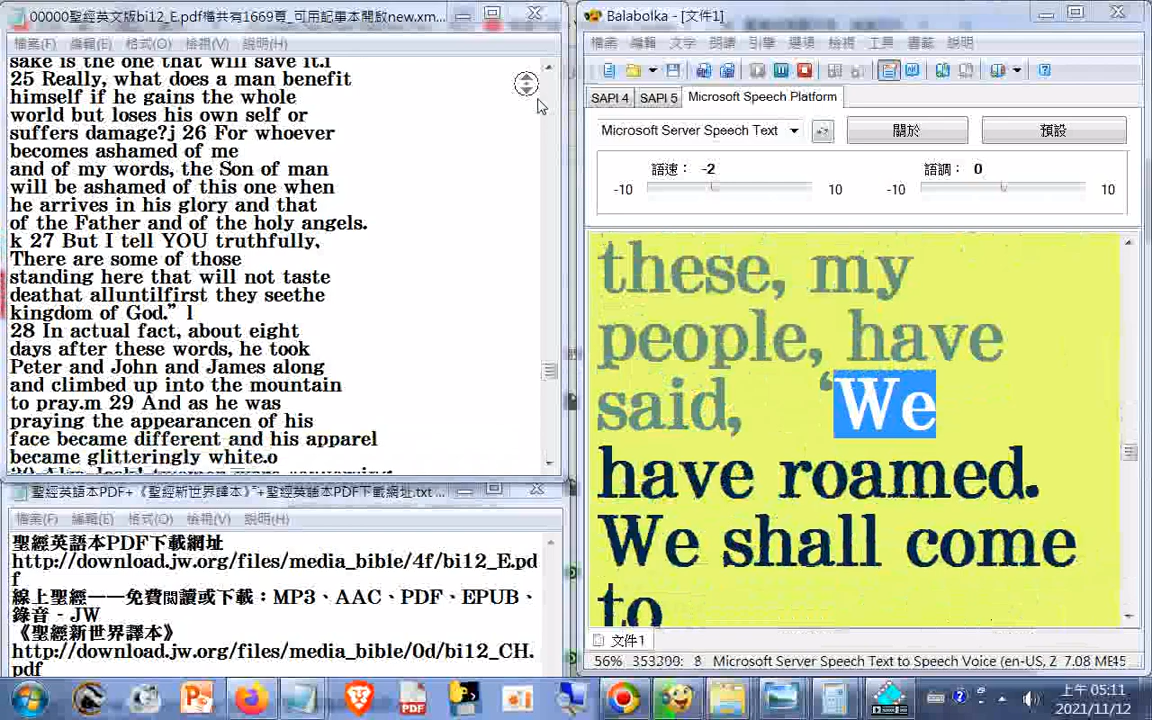 00000聖經英文版bi12_E.pdf檔共有1669頁_可用記事本開啟new.xm...
檔案(F) 編輯(E) 格式(O) 檢視(V) 說明(H)
sake is the one that will save it.l
25 Really, what does a man benefit
himself if he gains the whole
world but loses his own self or
suffers damage?j 26 For whoever
becomes ashamed of me
and of my words, the Son of man
will be ashamed of this one when
he arrives in his glory and that
of the Father and of the holy angels.
k 27 But I tell YOU truthfully,
There are some of those
standing here that will not taste
deathat alluntilfirst they seethe
kingdom of God.” l
28 In actual fact, about eight
days after these words, he took
Peter and John and James along
and climbed up into the mountain
to pray.m 29 And as he was
praying the appearancen of his
face became different and his apparel
became glitteringly white.o
聖經英語本PDF+《聖經新世界譯本》+聖經英語本PDF下載網址.txt ...
檔案(F) 編輯(E) 格式(O) 檢視(V) 說明(H)
聖經英語本PDF下載網址
http://download.jw.org/files/media_bible/4f/bi12_E.pd
f
線上聖經——免費閱讀或下載：MP3、AAC、PDF、EPUB、
錄音 - JW
《聖經新世界譯本》
http://download.jw.org/files/media_bible/0d/bi12_CH.
pdf
Balabolka - [文件1]
檔案 編輯 文字 朗讀 引擎 選項 檢視 工具 書籤 說明
SAPI 4 SAPI 5 Microsoft Speech Platform
Microsoft Server Speech Text 關於 預設
語速： -2 語調： 0
-10 10 -10 10
these, my
people, have
said, ‘We
have roamed.
We shall come
to
文件1
56% 353300: 8 Microsoft Server Speech Text to Speech Voice (en-US, Z 7.08 ME45
上午 05:11
2021/11/12